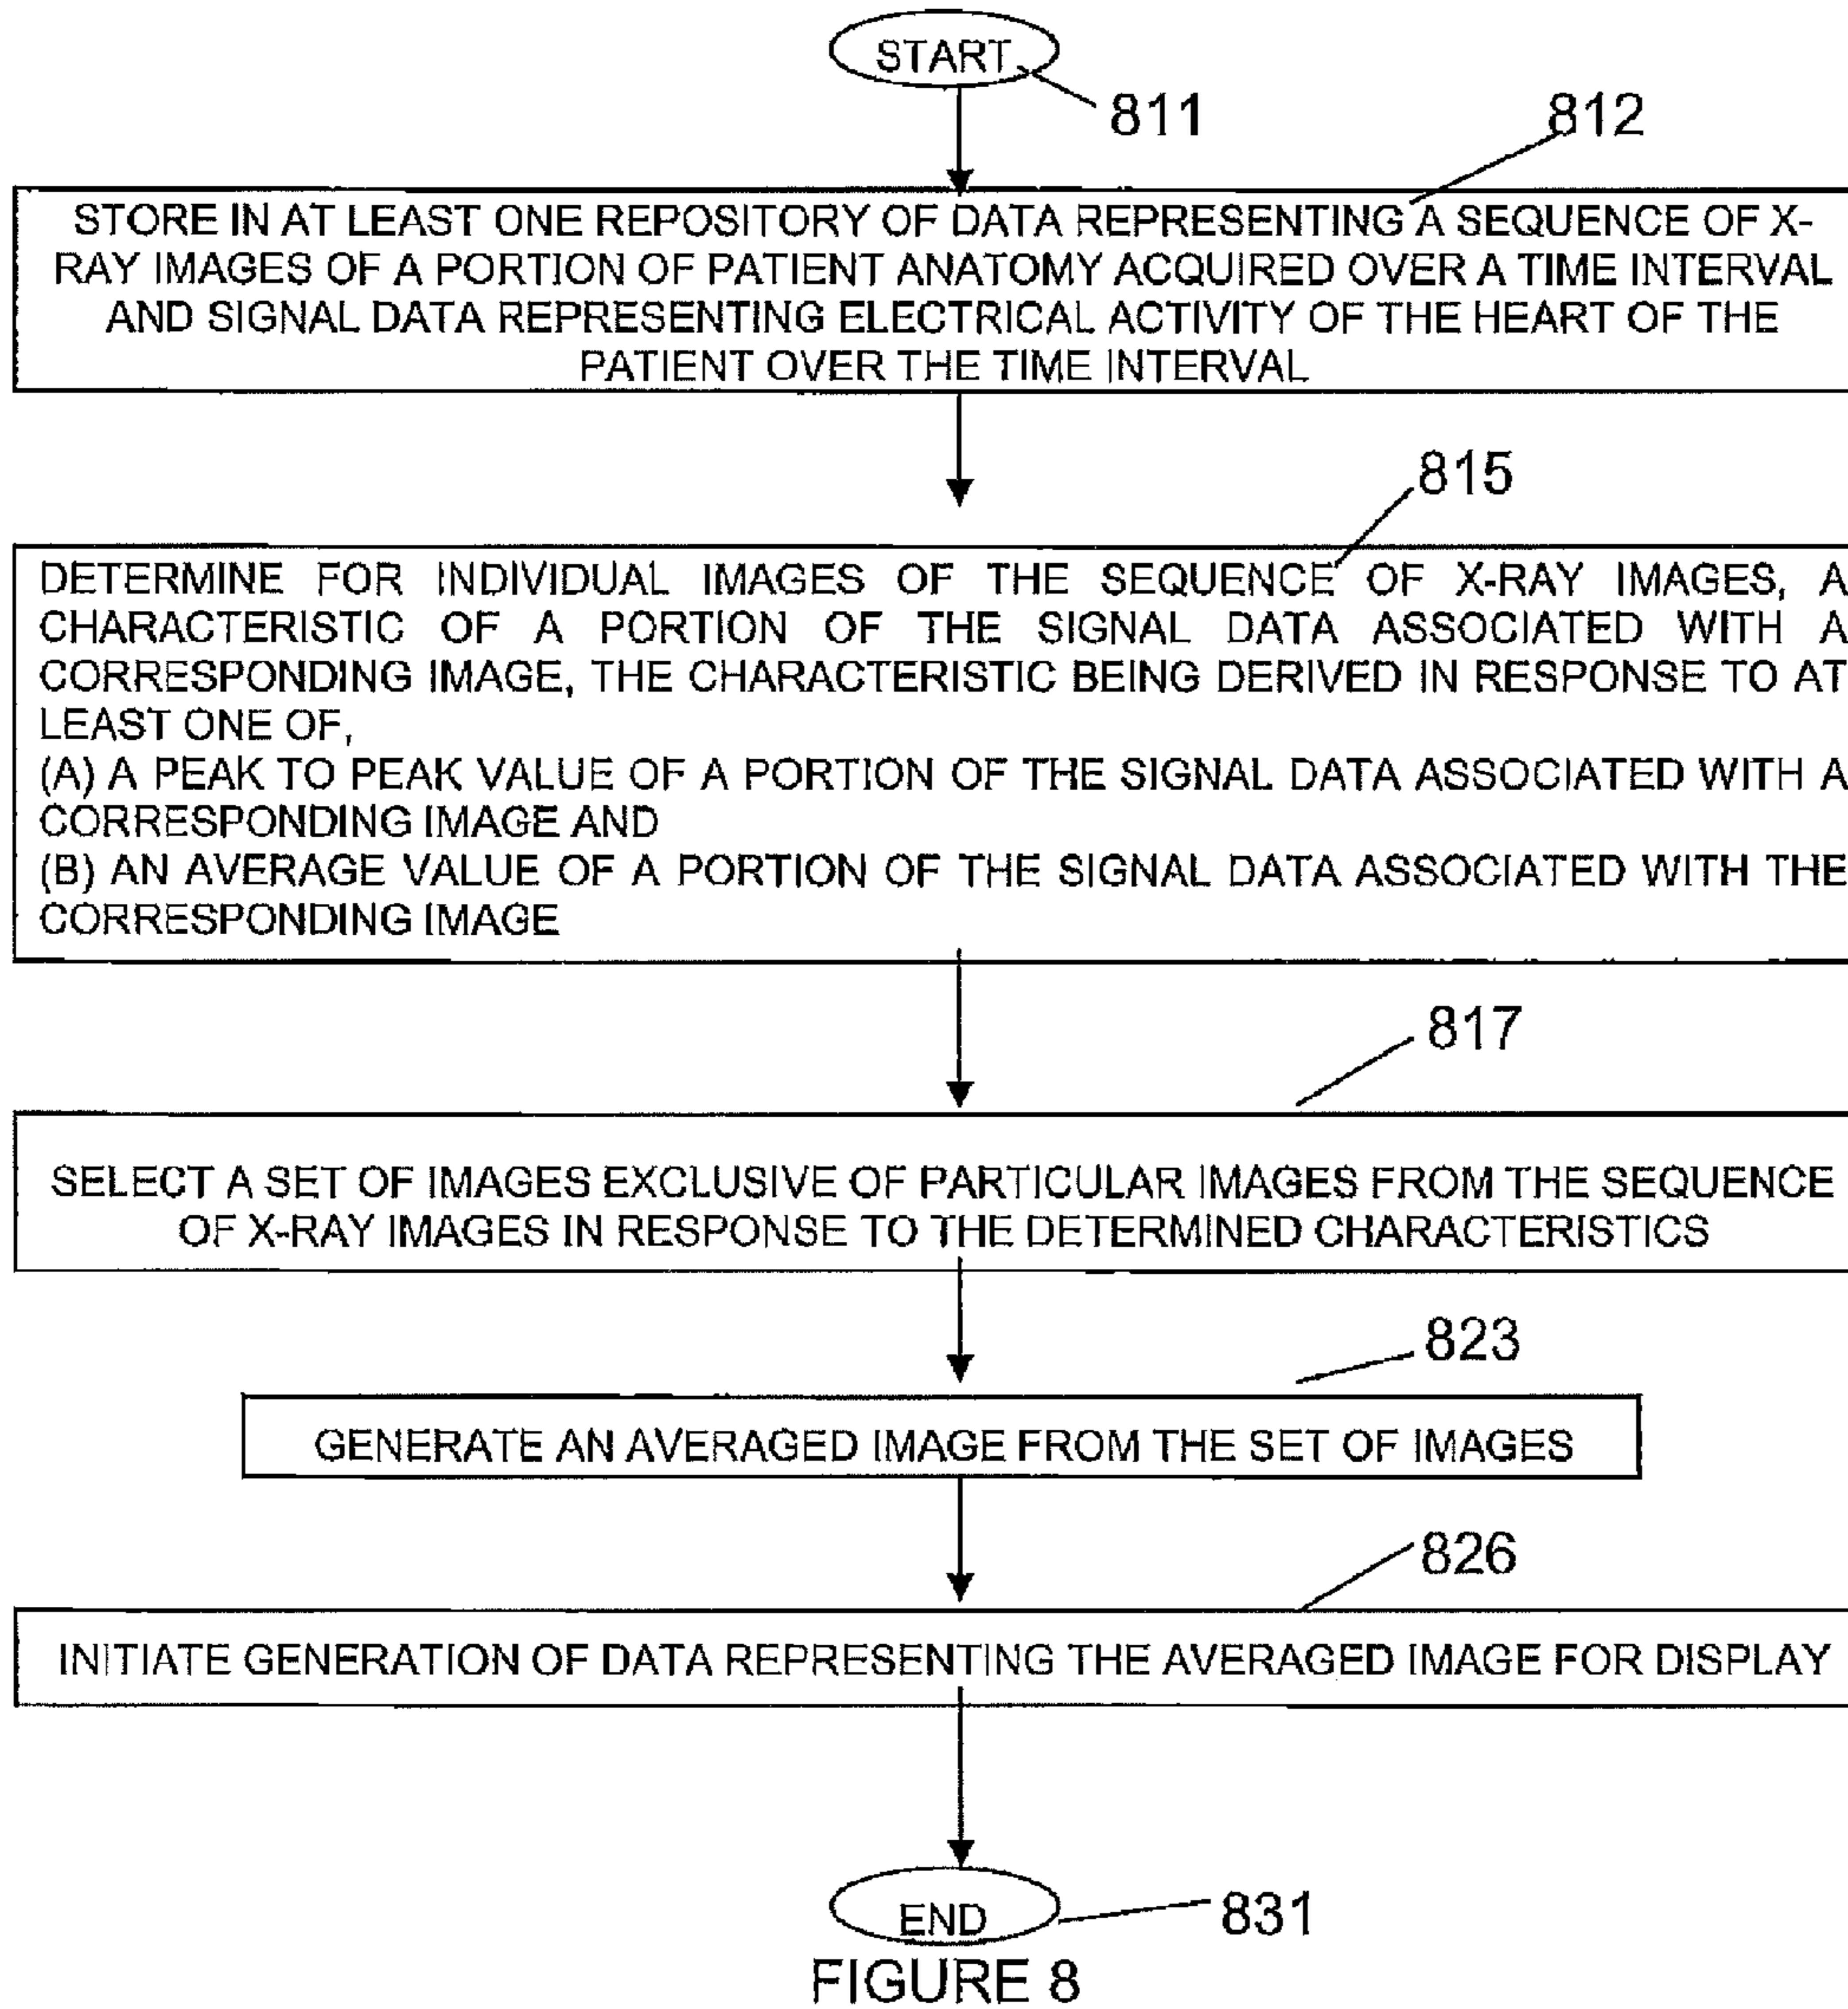 START
811
812
STORE IN AT LEAST ONE REPOSITORY OF DATA REPRESENTING A SEQUENCE OF X-
RAY IMAGES OF A PORTION OF PATIENT ANATOMY ACQUIRED OVER A TIME INTERVAL
AND SIGNAL DATA REPRESENTING ELECTRICAL ACTIVITY OF THE HEART OF THE
PATIENT OVER THE TIME INTERVAL
815
DETERMINE FOR INDIVIDUAL IMAGES OF THE SEQUENCE OF X-RAY IMAGES, A
CHARACTERISTIC OF A PORTION OF THE SIGNAL DATA ASSOCIATED WITH A
CORRESPONDING IMAGE, THE CHARACTERISTIC BEING DERIVED IN RESPONSE TO AT
LEAST ONE OF,
(A) A PEAK TO PEAK VALUE OF A PORTION OF THE SIGNAL DATA ASSOCIATED WITH A
CORRESPONDING IMAGE AND
(B) AN AVERAGE VALUE OF A PORTION OF THE SIGNAL DATA ASSOCIATED WITH THE
CORRESPONDING IMAGE
817
SELECT A SET OF IMAGES EXCLUSIVE OF PARTICULAR IMAGES FROM THE SEQUENCE
OF X-RAY IMAGES IN RESPONSE TO THE DETERMINED CHARACTERISTICS
823
GENERATE AN AVERAGED IMAGE FROM THE SET OF IMAGES
826
INITIATE GENERATION OF DATA REPRESENTING THE AVERAGED IMAGE FOR DISPLAY
END
831
FIGURE 8